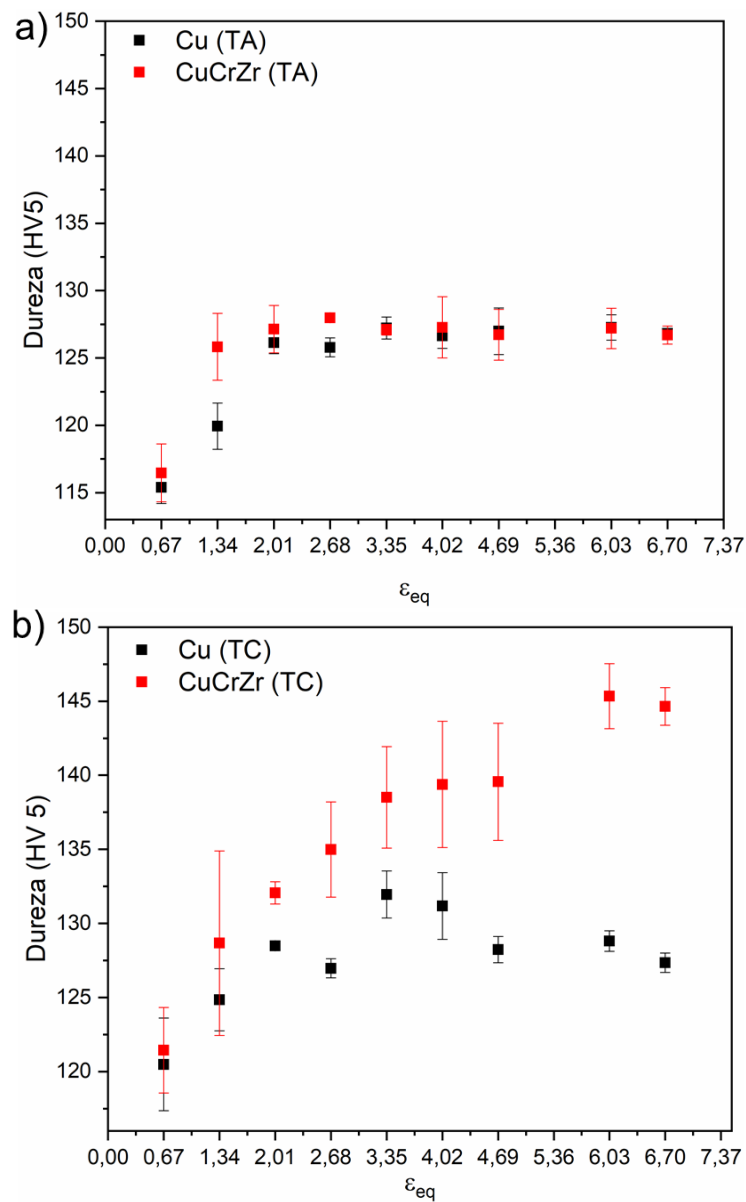 a)
150
Cu (TA)
CuCrZr (TA)
145
140
135
130
125
120
115
Dureza (HV5)
0,00 0,67 1,34 2,01 2,68 3,35 4,02 4,69 5,36 6,03 6,70 7,37
εeq
b)
150
Cu (TC)
CuCrZr (TC)
145
140
135
130
125
120
Dureza (HV 5)
0,00 0,67 1,34 2,01 2,68 3,35 4,02 4,69 5,36 6,03 6,70 7,37
εeq